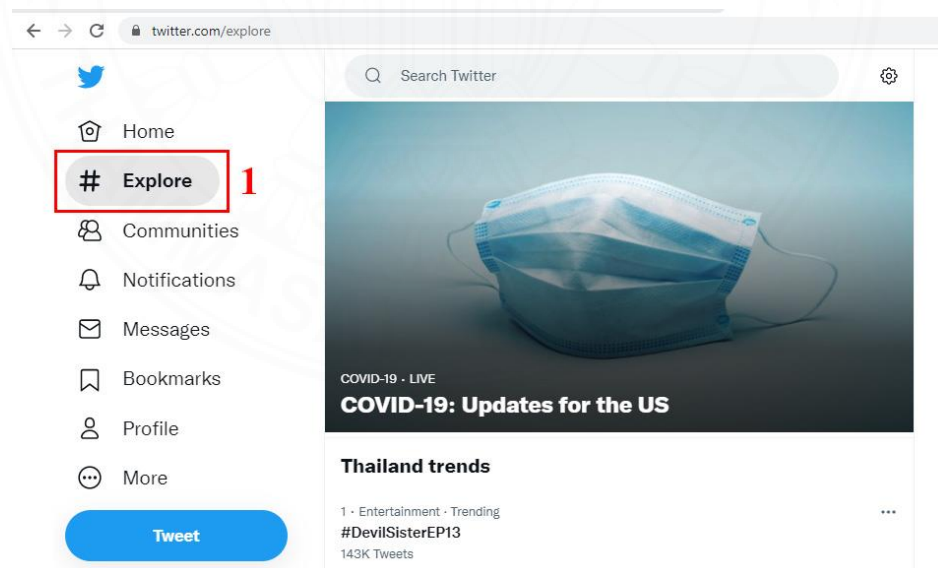 twitter.com/explore
Search Twitter
Home
# Explore 1
Communities
Notifications
Messages
Bookmarks
Profile
More
Tweet
COVID-19 · LIVE
COVID-19: Updates for the US
Thailand trends
1 · Entertainment · Trending
#DevilSisterEP13
143K Tweets